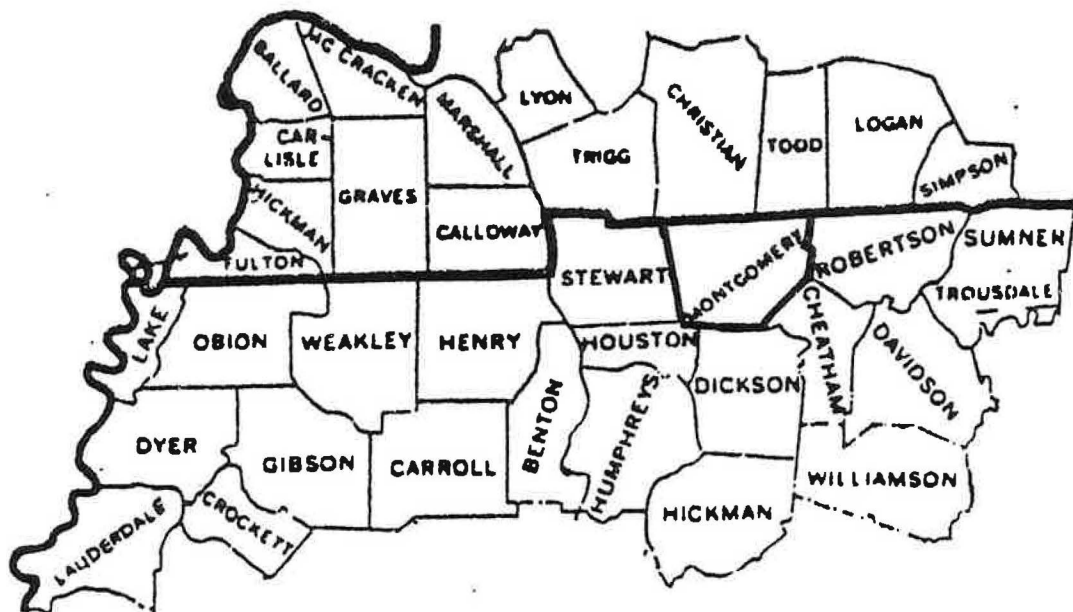 BALLARD
MC CRACKEN
MARSHALL
LYON
CHRISTIAN
TODD
LOGAN
CAR-
LISLE
TRIGG
SIMPSON
HICKMAN
GRAVES
CALLOWAY
FULTON
STEWART
MONTGOMERY
ROBERTSON
SUMNER
LAKE
OBION
WEAKLEY
HENRY
HOUSTON
CHEATHAM
TROUSDALE
DAVIDSON
BENTON
HUMPHREYS
DICKSON
DYER
GIBSON
CARROLL
WILLIAMSON
LAUDERDALE
CROCKETT
HICKMAN